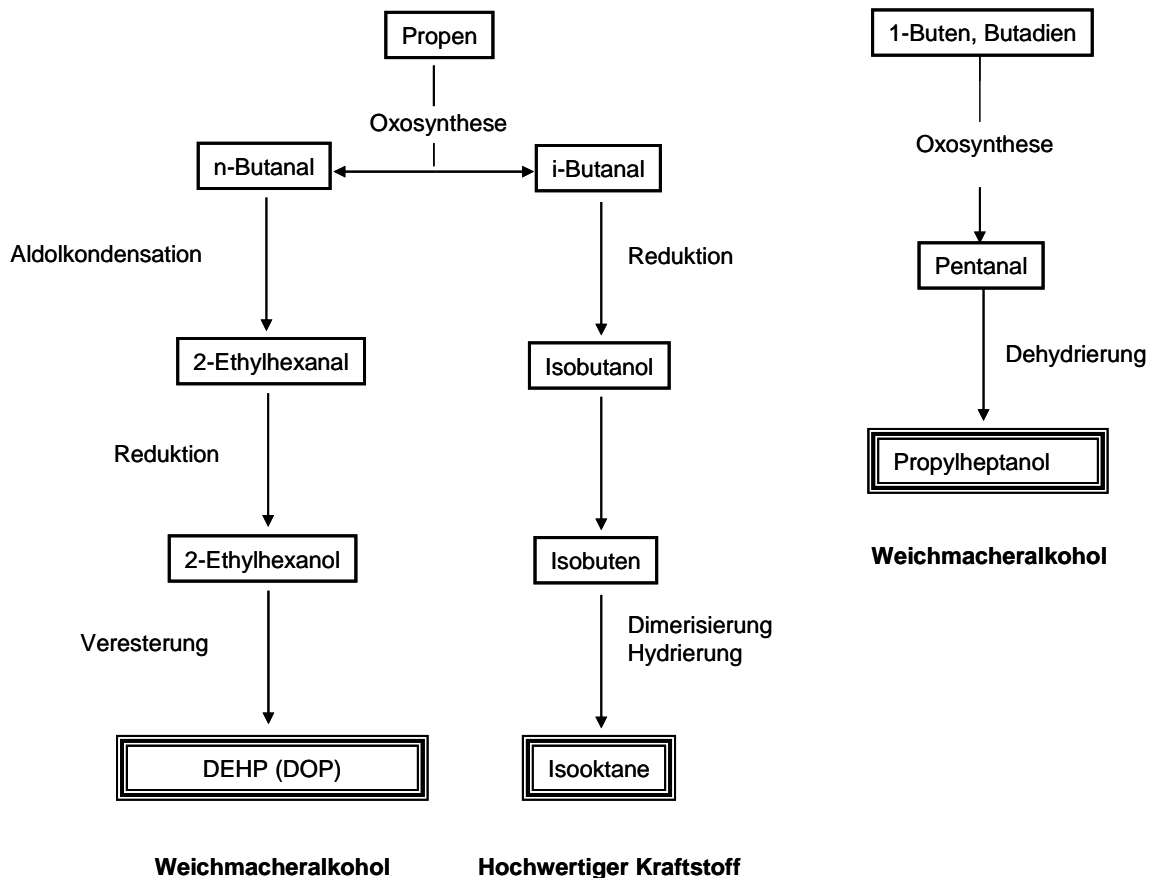 Propen
Oxosynthese
n-Butanal
i-Butanal
Aldolkondensation
Reduktion
2-Ethylhexanal
Isobutanol
Reduktion
2-Ethylhexanol
Isobuten
Veresterung
Dimerisierung
Hydrierung
DEHP (DOP)
Isooktane
Weichmacheralkohol
Hochwertiger Kraftstoff
1-Buten, Butadien
Oxosynthese
Pentanal
Dehydrierung
Propylheptanol
Weichmacheralkohol